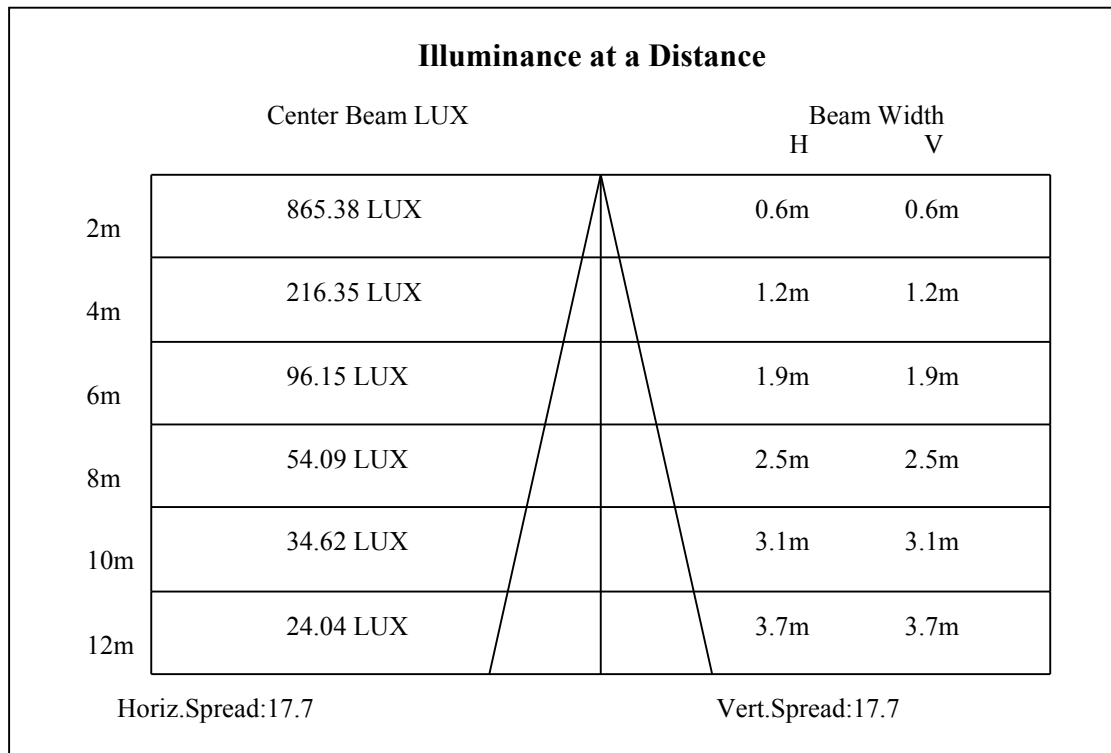 Illuminance at a Distance
Center Beam LUX Beam Width
H V
2m 865.38 LUX 0.6m 0.6m
4m 216.35 LUX 1.2m 1.2m
6m 96.15 LUX 1.9m 1.9m
8m 54.09 LUX 2.5m 2.5m
10m 34.62 LUX 3.1m 3.1m
12m 24.04 LUX 3.7m 3.7m
Horiz.Spread:17.7 Vert.Spread:17.7